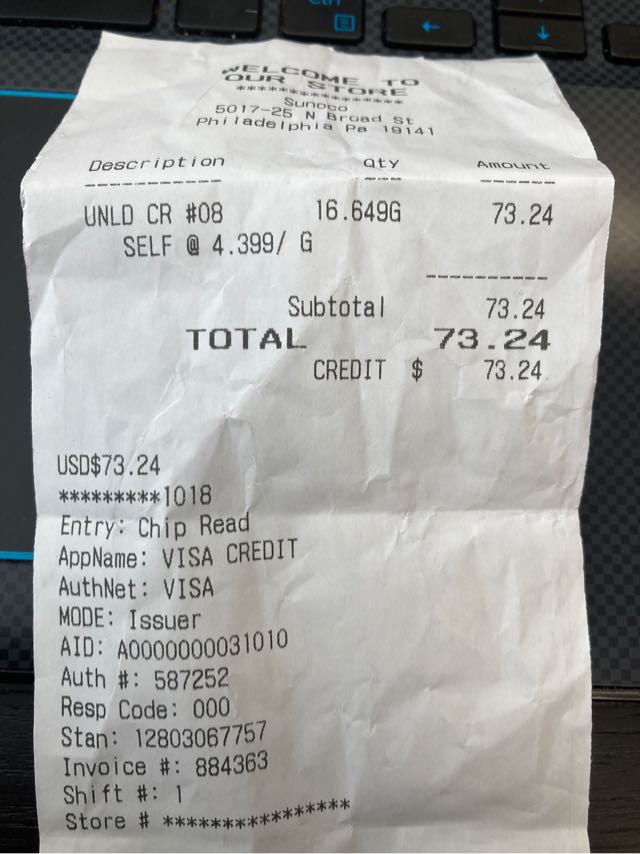 Ctrl
←
↓
WELCOME TO
OUR STORE
******************
Sunoco
5017-25 N Broad St
Philadelphia Pa 19141
Description qty Amount
UNLD CR #08 16.649G 73.24
SELF @ 4.399/ G
Subtotal 73.24
TOTAL 73.24
CREDIT $ 73.24
USD$73.24
*********1018
Entry: Chip Read
AppName: VISA CREDIT
AuthNet: VISA
MODE: Issuer
AID: A0000000031010
Auth #: 587252
Resp Code: 000
Stan: 12803067757
Invoice #: 884363
Shift #: 1
Store # ****************